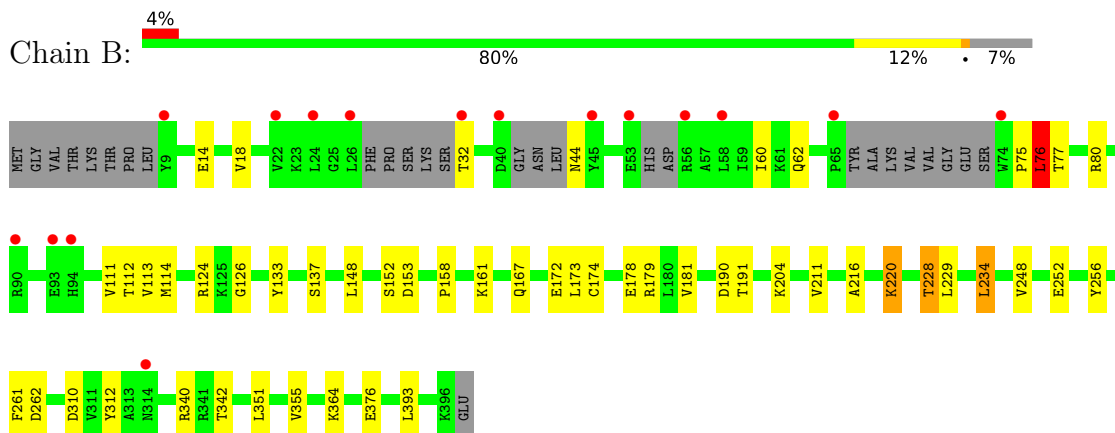 4%
Chain B:
80% 12% • 7%
MET GLY VAL THR LYS THR PRO LEU Y9 E14 V18 V22 K23 L24 G25 L26 PHE PRO SER LYS SER T32 D40 GLY ASN LEU N44 Y45 E53 HIS ASP R56 A57 L58 I59 I60 K61 Q62 P65 TYR ALA LYS VAL VAL GLY GLU SER W74 P75 L76 T77 R80
R90 E93 H94 V111 T112 V113 M114 R124 K125 G126 Y133 S137 L148 S152 D153 P158 K161 Q167 E172 L173 C174 E178 R179 L180 V181 D190 T191 K204 V211 A216 K220 T228 L229 L234 V248 E252 Y256
F261 D262 D310 V311 Y312 A313 N314 R340 R341 T342 L351 V355 K364 E376 L393 K396 GLU